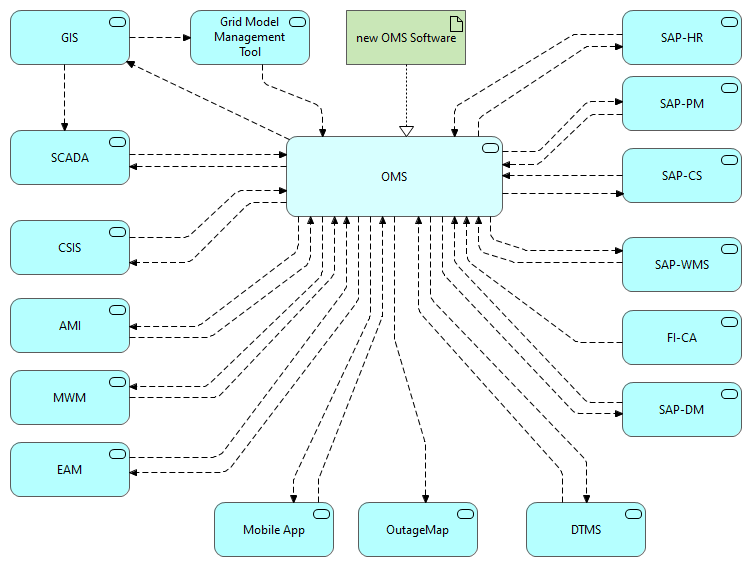 GIS
Grid Model
Management
Tool
new OMS Software
SAP-HR
SAP-PM
SCADA
OMS
SAP-CS
CSIS
SAP-WMS
AMI
FI-CA
MWM
SAP-DM
EAM
Mobile App
OutageMap
DTMS